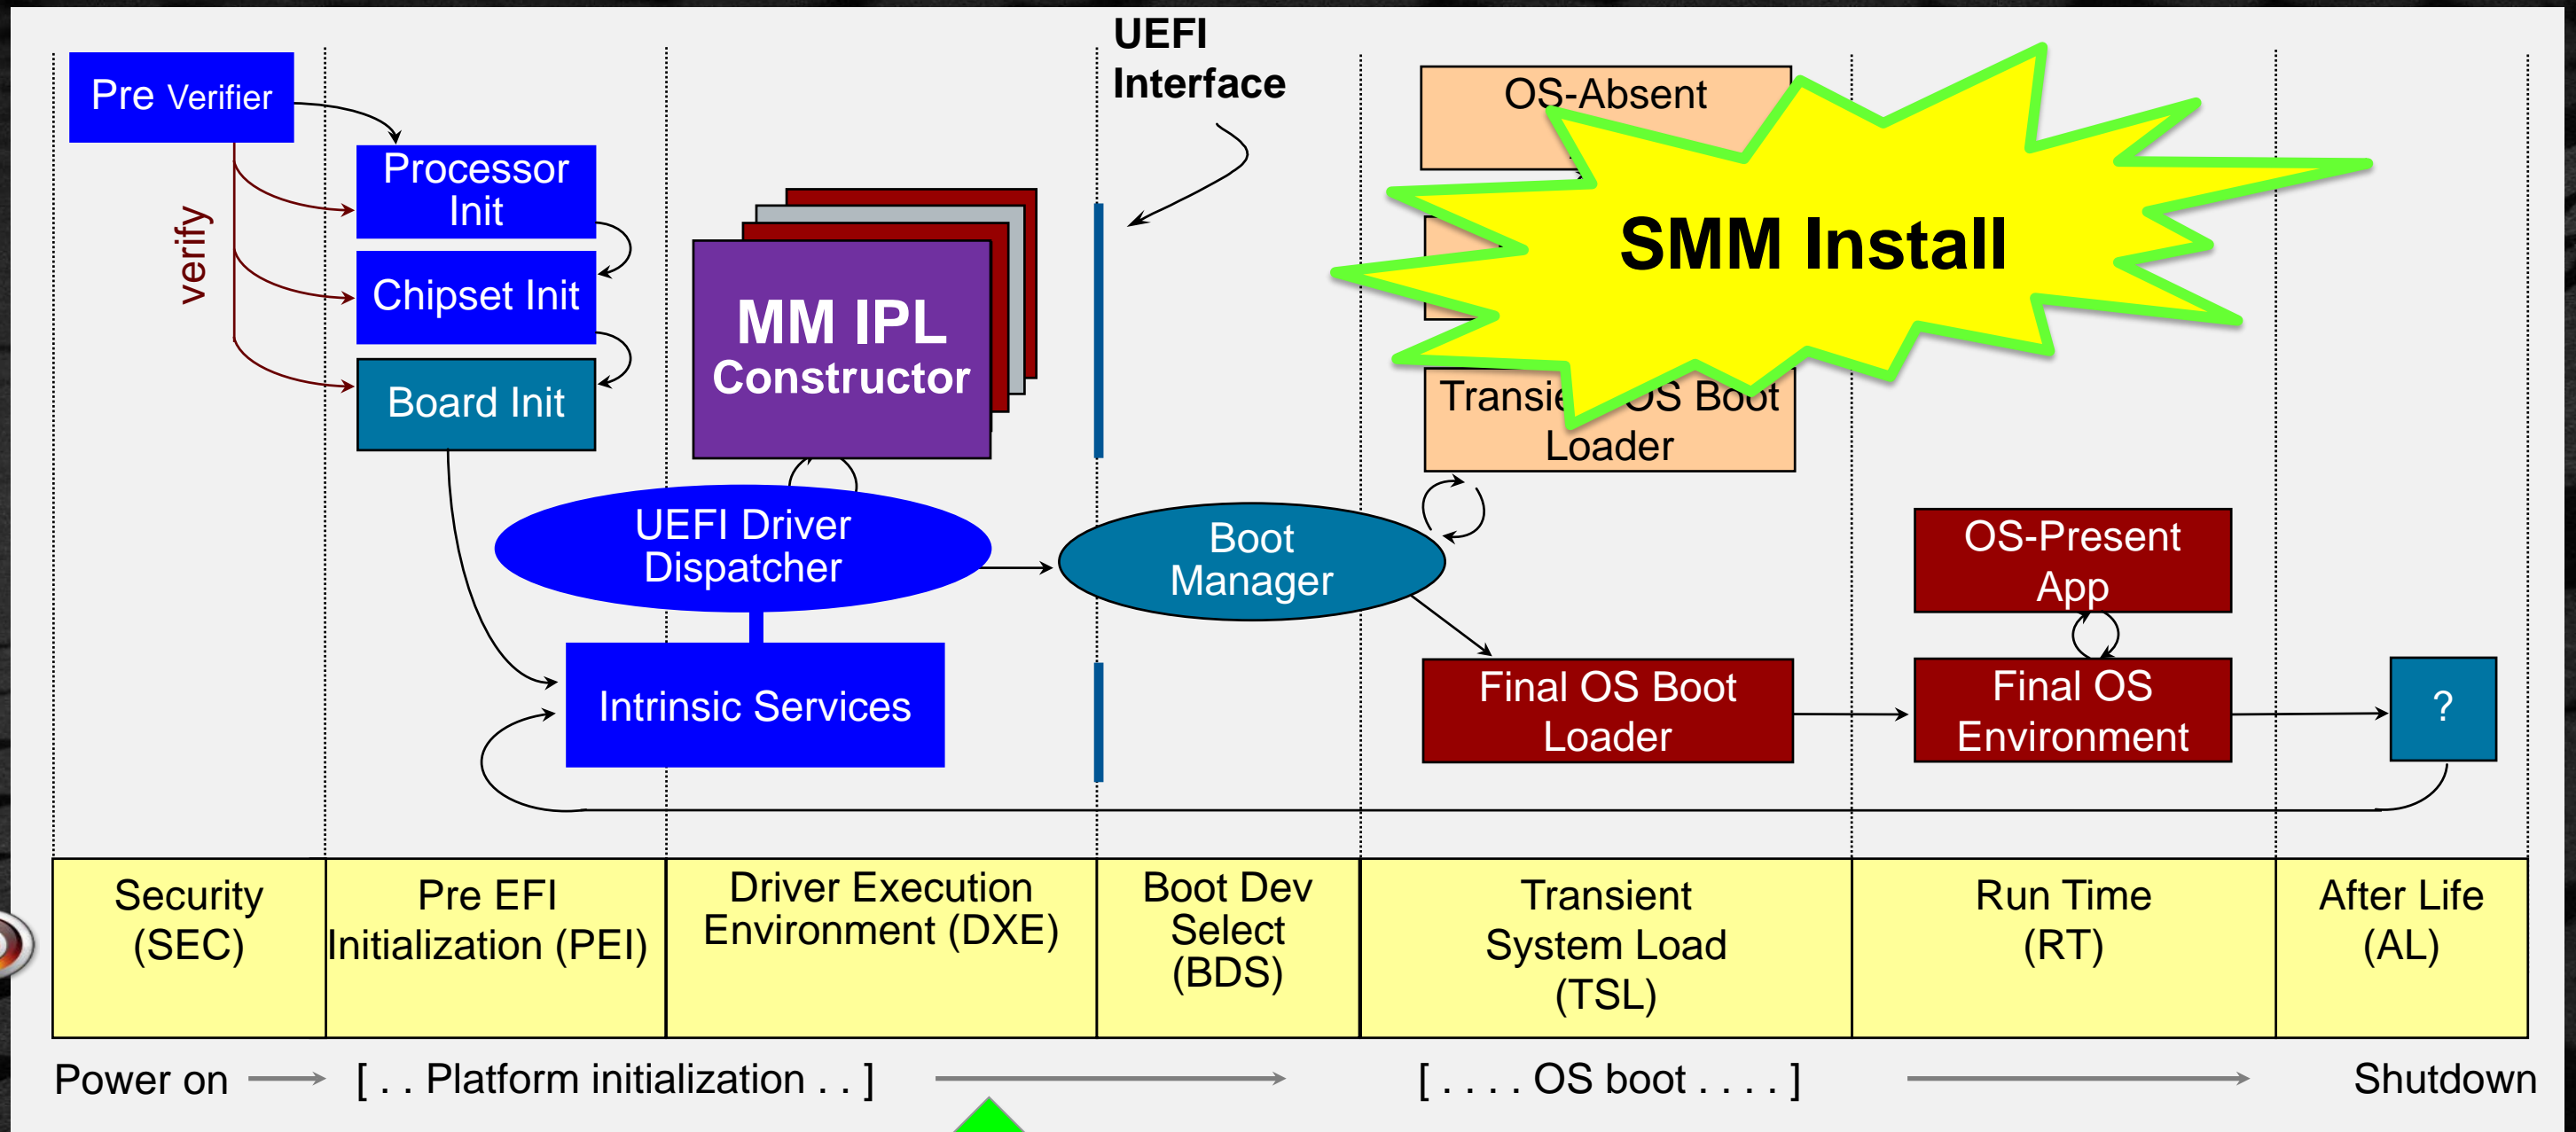 UEFI
Interface
Pre Verifier
verify
Processor
Init
Chipset Init
Board Init
MM IPL
Constructor
UEFI Driver
Dispatcher
Intrinsic Services
Boot
Manager
OS-Absent
SMM Install
OS Boot
Loader
Final OS Boot
Loader
OS-Present
App
Final OS
Environment
?
Security
(SEC)
Pre EFI
Initialization (PEI)
Driver Execution
Environment (DXE)
Boot Dev
Select
(BDS)
Transient
System Load
(TSL)
Run Time
(RT)
After Life
(AL)
Power on
[ . . Platform initialization . . ]
[ . . . . OS boot . . . . ]
Shutdown